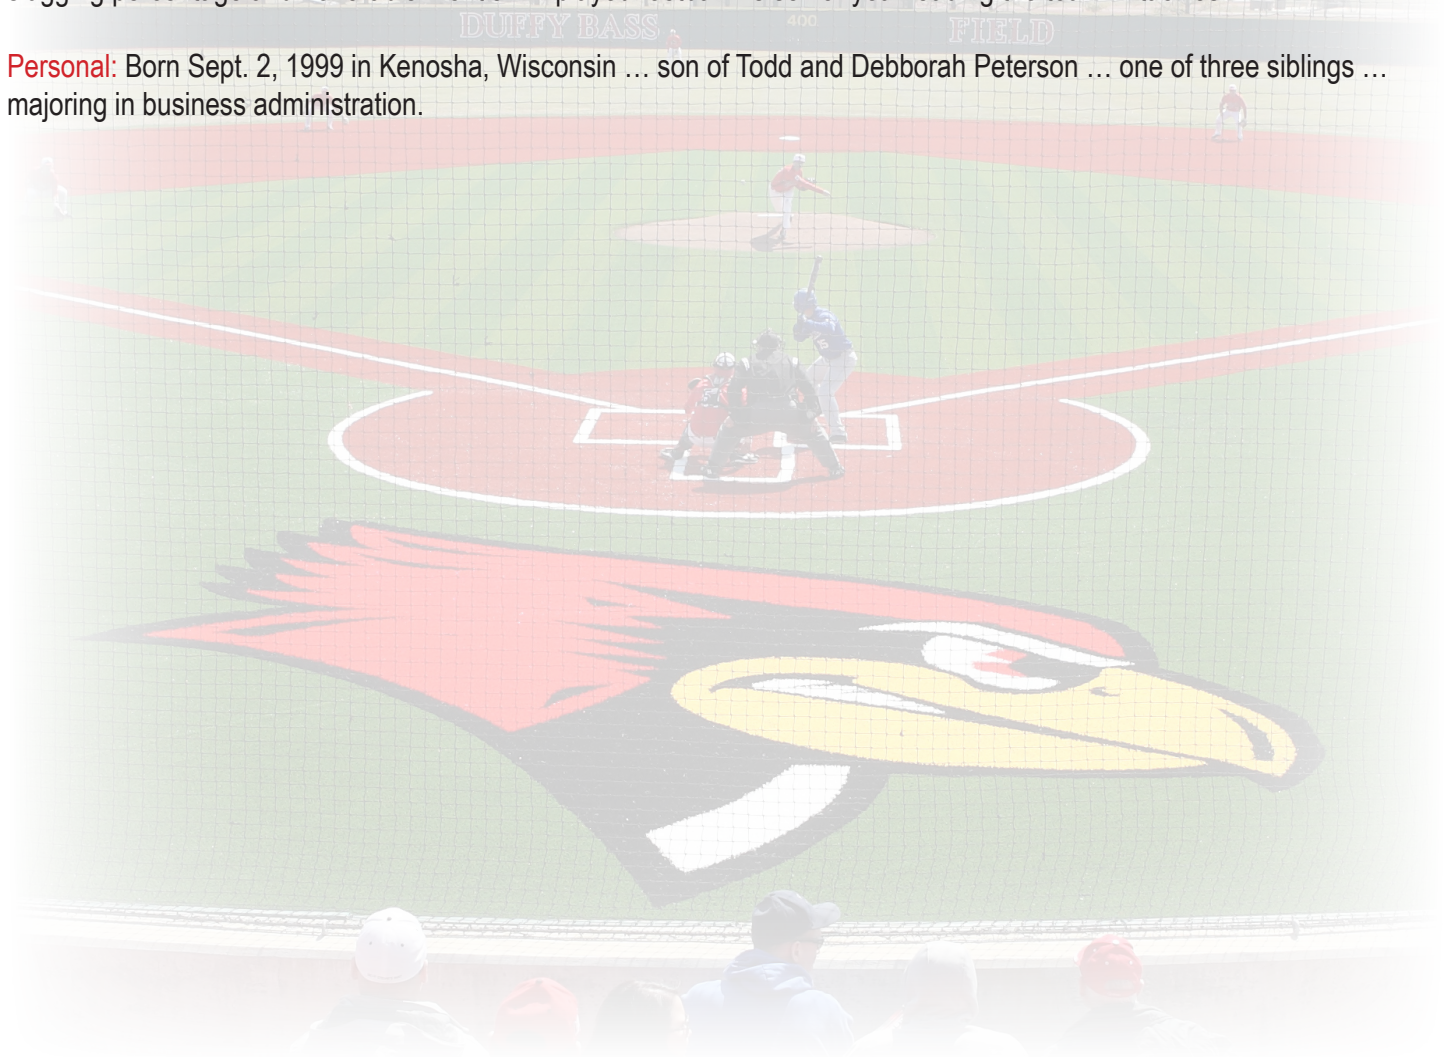 DUFFY BASS 400 FIELD
Personal: Born Sept. 2, 1999 in Kenosha, Wisconsin … son of Todd and Debborah Peterson … one of three siblings …
majoring in business administration.